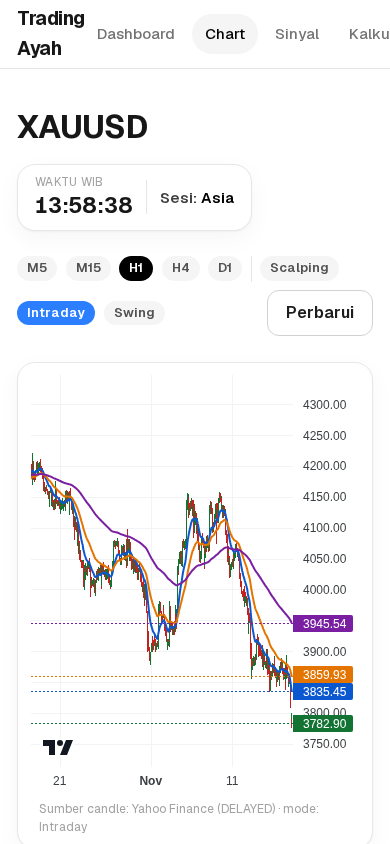 Trading
Ayah
Dashboard Chart Sinyal Kalku
XAUUSD
WAKTU WIB
13:58:38
Sesi: Asia
M5 M15 H1 H4 D1 Scalping
Intraday Swing Perbarui
4300.00
4250.00
4200.00
4150.00
4100.00
4050.00
4000.00
3945.54
3900.00
3859.93
3835.45
3800.00
3782.90
3750.00
21 Nov 11
Sumber candle: Yahoo Finance (DELAYED) · mode:
Intraday